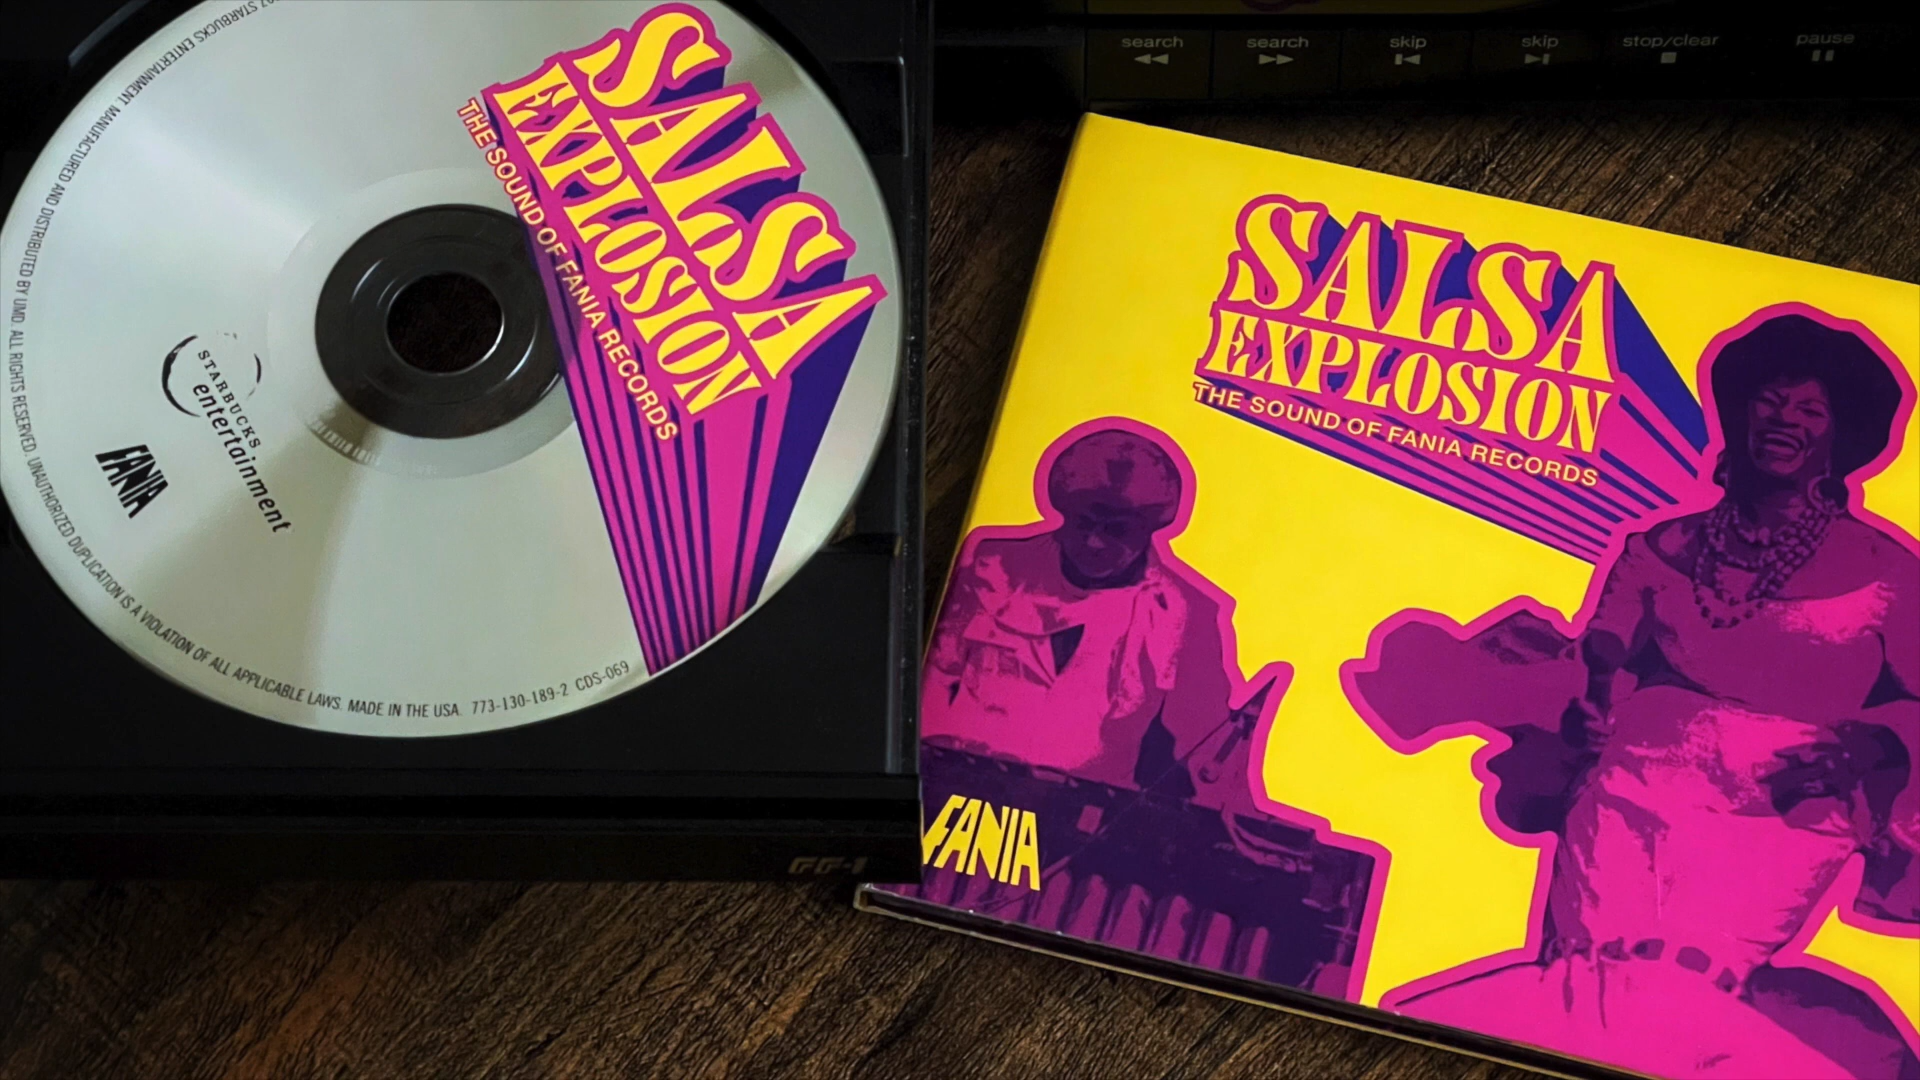 SALSA
EXPLOSION
THE SOUND OF FANIA RECORDS
STARBUCKS
entertainment
FANIA
STARBUCKS ENTERTAINMENT. MANUFACTURED AND DISTRIBUTED BY UMD. ALL RIGHTS RESERVED. UNAUTHORIZED DUPLICATION IS A VIOLATION OF ALL APPLICABLE LAWS. MADE IN THE USA. 773-130-189-2 CDS-069
search
search
skip
skip
stop/clear
pause
SALSA
EXPLOSION
THE SOUND OF FANIA RECORDS
FANIA